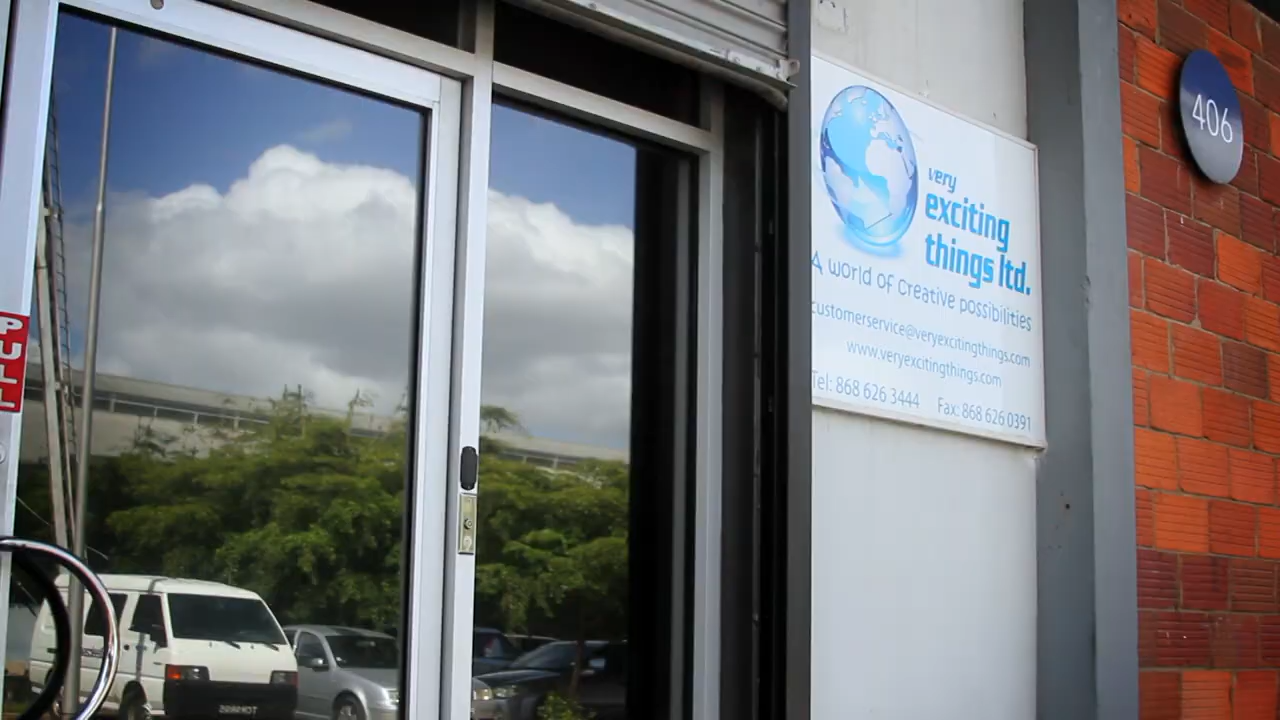 PULL
very
exciting
things ltd.
A world of creative possibilities
customerservice@veryexcitingthings.com
www.veryexcitingthings.com
Tel: 868 626 3444 Fax: 868 626 0391
406